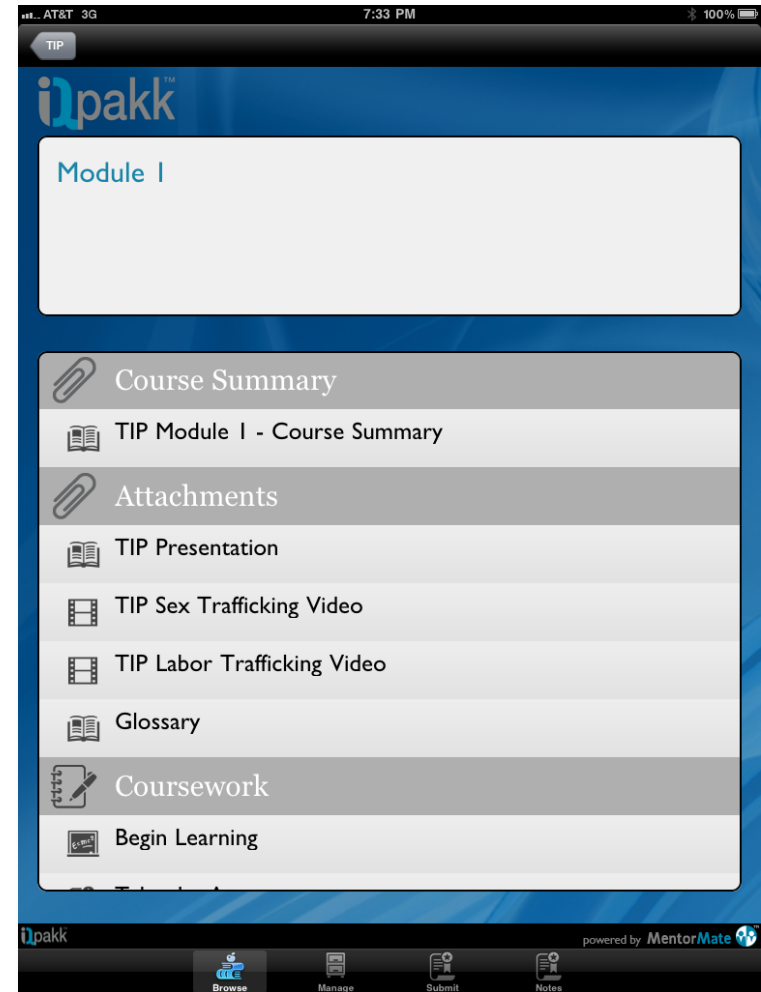 AT&T 3G 7:33 PM 100%
TIP
iQpakk™
Module 1
Course Summary
TIP Module 1 - Course Summary
Attachments
TIP Presentation
TIP Sex Trafficking Video
TIP Labor Trafficking Video
Glossary
Coursework
Begin Learning
iQpakk powered by MentorMate
Browse Manage Submit Notes